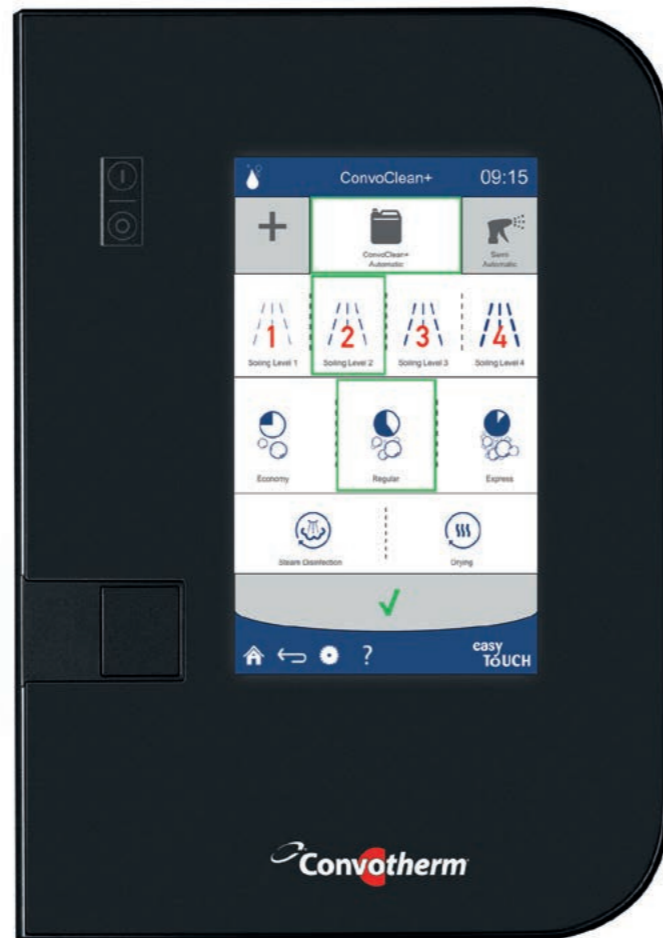 ConvoClean+ 09:15
+
ConvoClean+
Automatic
Semi
Automatic
1 2 3 4
Soiling Level 1 Soiling Level 2 Soiling Level 3 Soiling Level 4
Economy Regular Express
Steam Disinfection Drying
?
easy
ToUCH
Convotherm